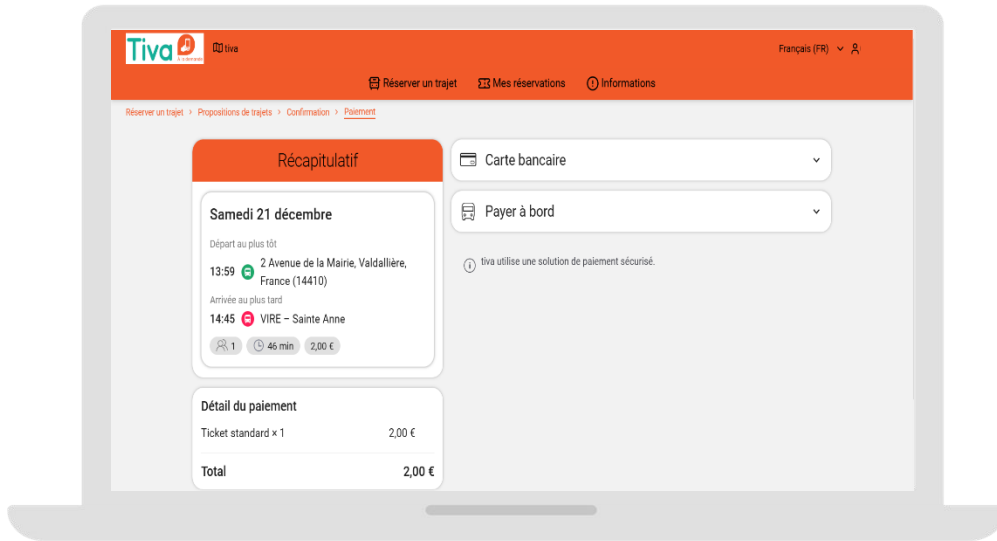 Tiva
tiva
Français (FR)
Réserver un trajet
Mes réservations
Informations
Réserver un trajet > Propositions de trajets > Confirmation > Paiement
Récapitulatif
Samedi 21 décembre
Départ au plus tôt
13:59 2 Avenue de la Mairie, Valdallière,
France (14410)
Arrivée au plus tard
14:45 VIRE – Sainte Anne
1 46 min 2,00 €
Détail du paiement
Ticket standard × 1 2,00 €
Total 2,00 €
Carte bancaire
Payer à bord
tiva utilise une solution de paiement sécurisé.